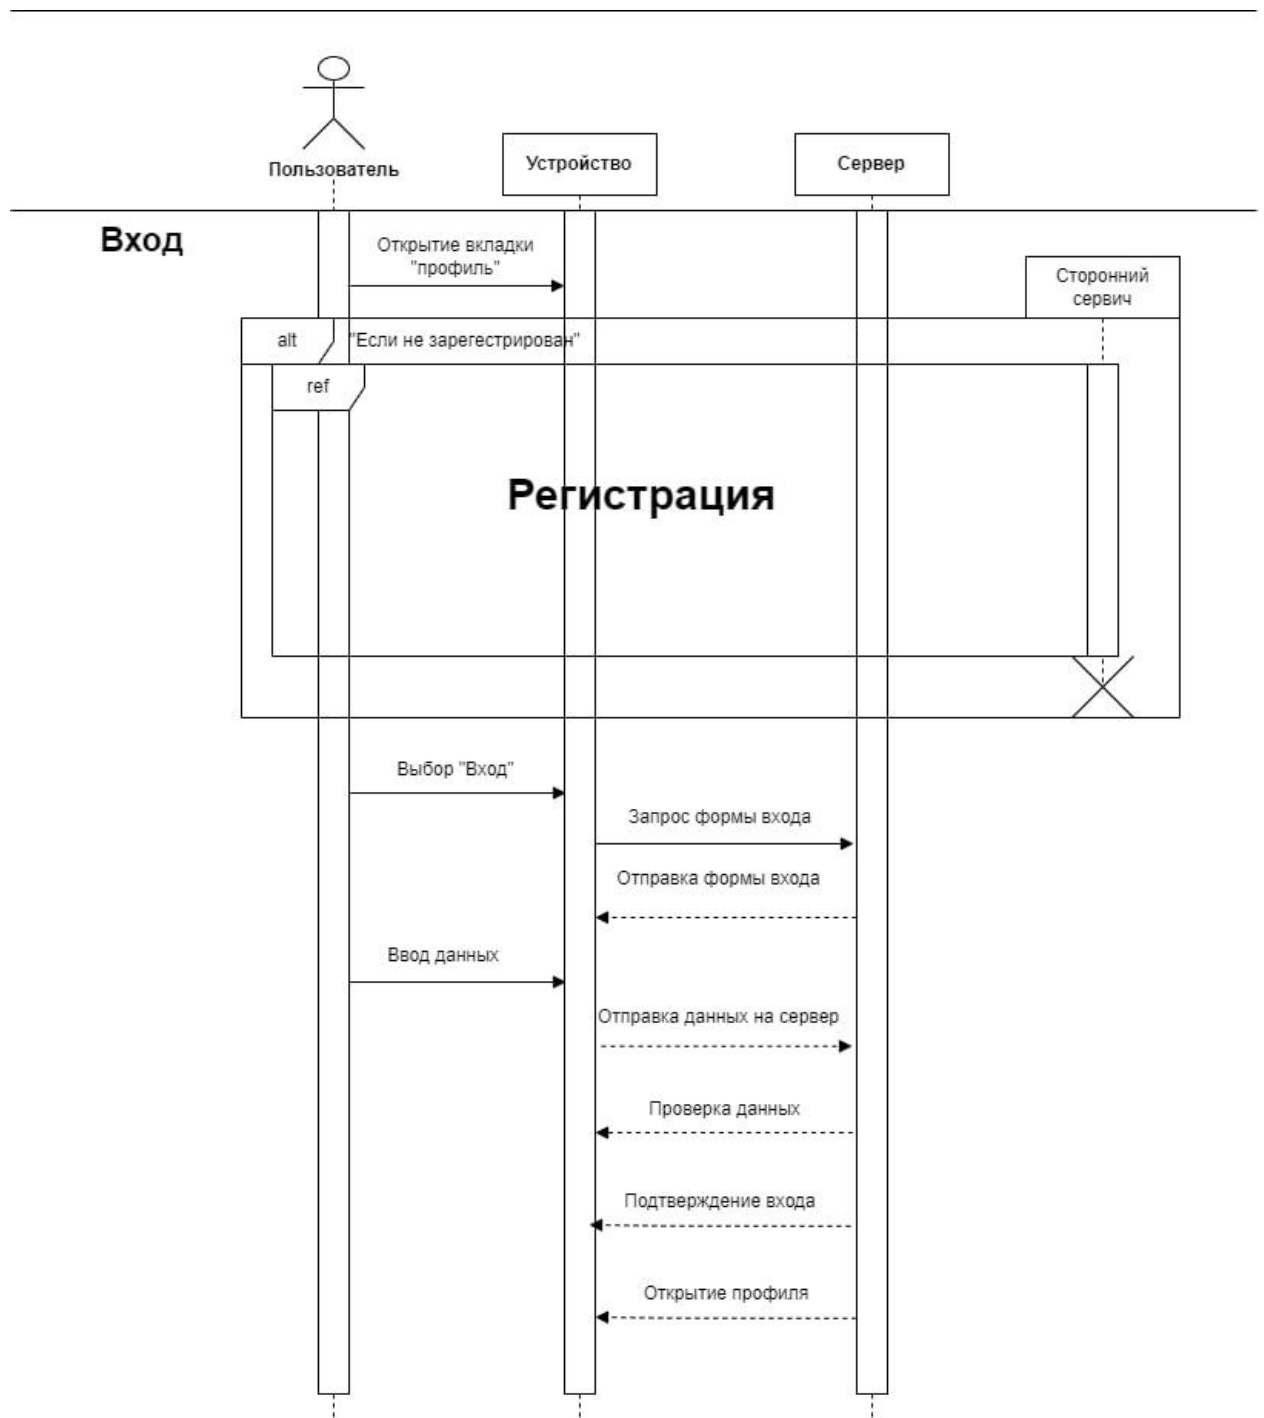 Пользователь
Устройство
Сервер
Вход
Открытие вкладки
"профиль"
Сторонний
сервич
alt
"Если не зарегестрирован"
ref
Регистрация
Выбор "Вход"
Запрос формы входа
Отправка формы входа
Ввод данных
Отправка данных на сервер
Проверка данных
Подтверждение входа
Открытие профиля